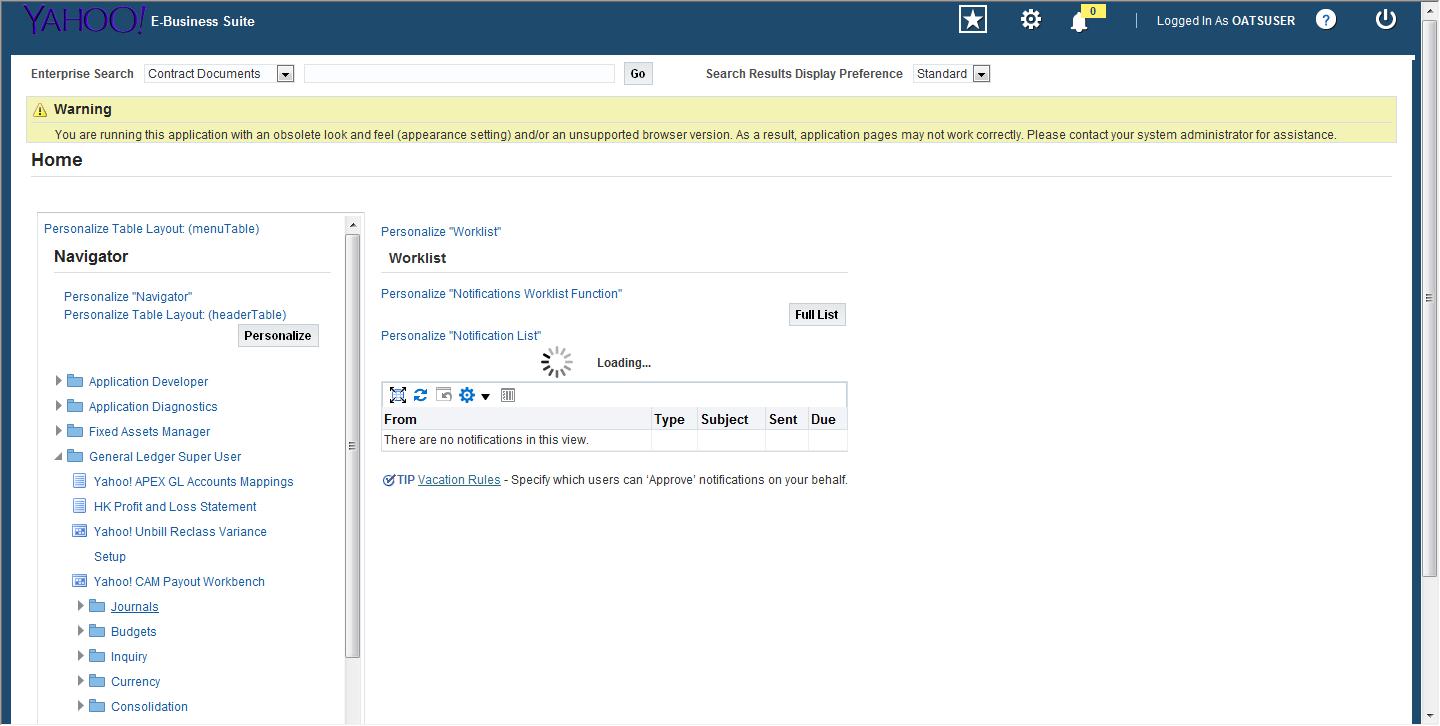 YAHOO! E-Business Suite
0
Logged In As OATSUSER ?
Enterprise Search Contract Documents Go Search Results Display Preference Standard
Warning
You are running this application with an obsolete look and feel (appearance setting) and/or an unsupported browser version. As a result, application pages may not work correctly. Please contact your system administrator for assistance.
Home
Personalize Table Layout: (menuTable)
Navigator
Personalize "Navigator"
Personalize Table Layout: (headerTable)
Personalize
Application Developer
Application Diagnostics
Fixed Assets Manager
General Ledger Super User
Yahoo! APEX GL Accounts Mappings
HK Profit and Loss Statement
Yahoo! Unbill Reclass Variance
Setup
Yahoo! CAM Payout Workbench
Journals
Budgets
Inquiry
Currency
Consolidation
Personalize "Worklist"
Worklist
Personalize "Notifications Worklist Function"
Full List
Personalize "Notification List"
Loading...
From Type Subject Sent Due
There are no notifications in this view.
TIP Vacation Rules - Specify which users can ‘Approve’ notifications on your behalf.